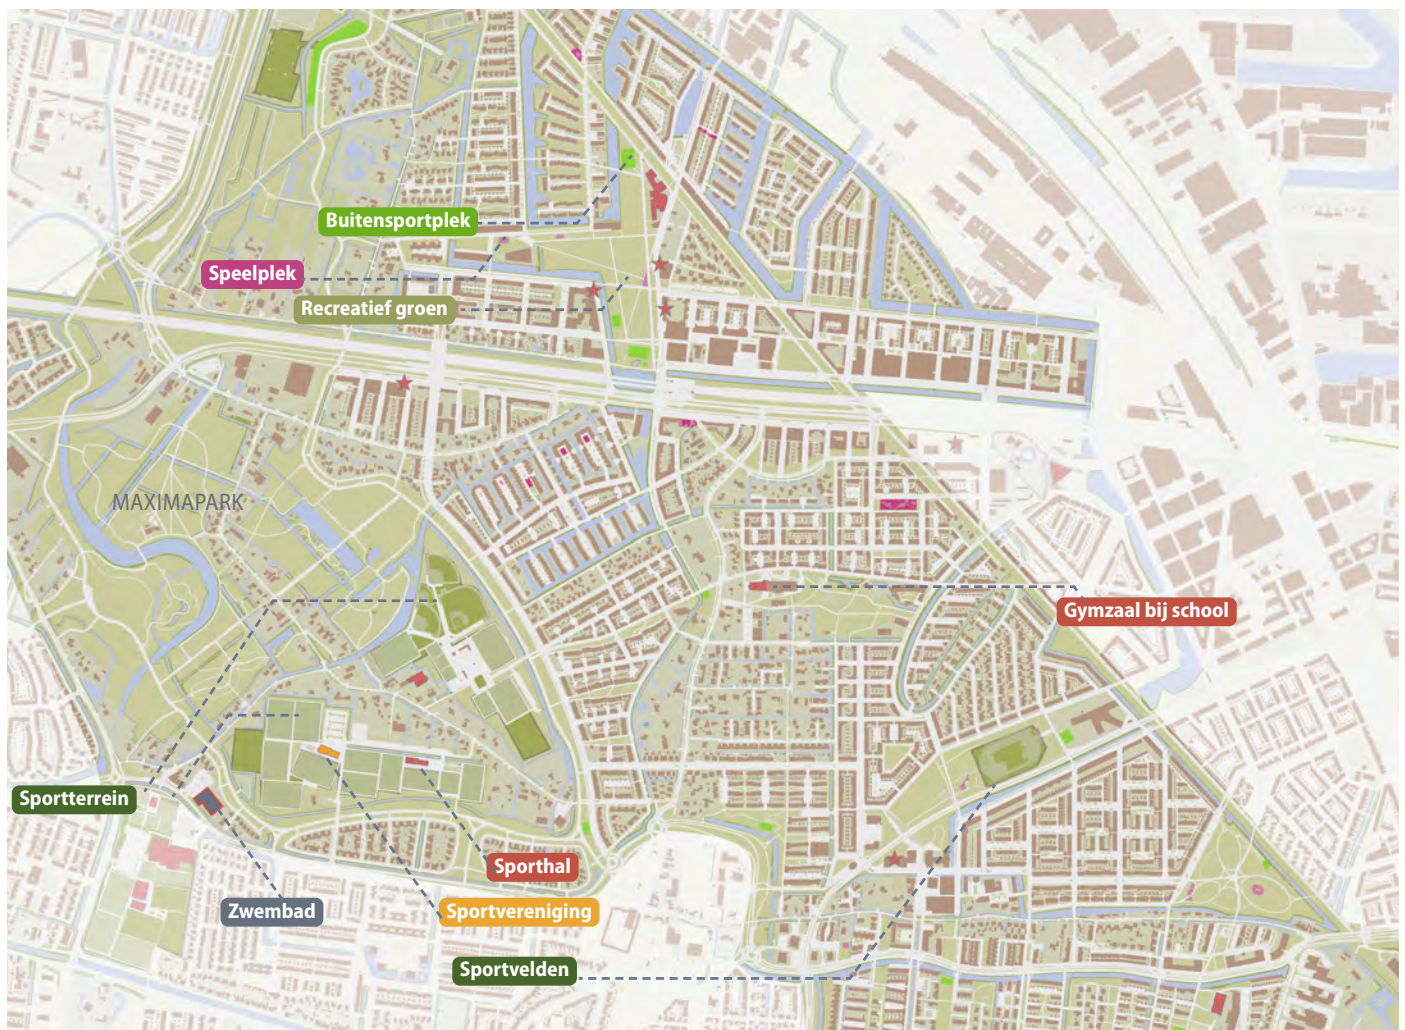 Buitensportplek
Speelplek
Recreatief groen
MAXIMAPARK
Gymzaal bij school
Sportterrein
Sporthal
Zwembad
Sportvereniging
Sportvelden